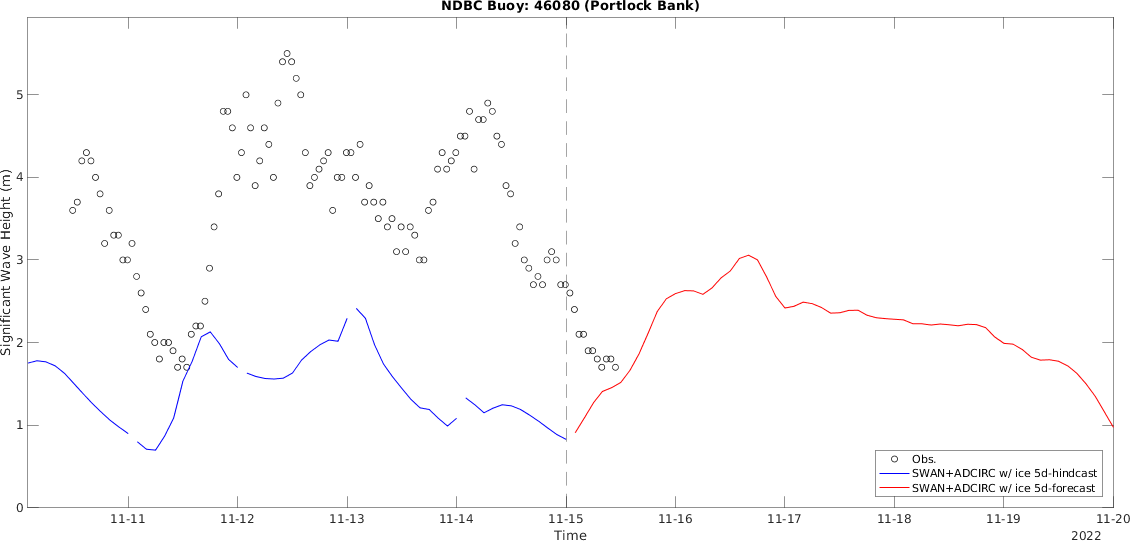 NDBC Buoy: 46080 (Portlock Bank)
Significant Wave Height (m)
5
4
3
2
1
0
Obs.
SWAN+ADCIRC w/ ice 5d-hindcast
SWAN+ADCIRC w/ ice 5d-forecast
11-11 11-12 11-13 11-14 11-15 11-16 11-17 11-18 11-19 11-20
Time 2022